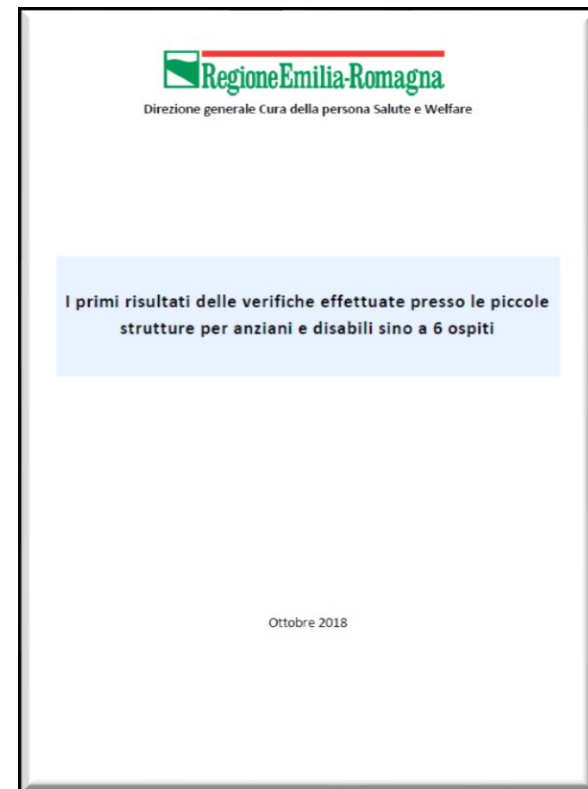 RegioneEmilia-Romagna
Direzione generale Cura della persona Salute e Welfare
I primi risultati delle verifiche effettuate presso le piccole
strutture per anziani e disabili sino a 6 ospiti
Ottobre 2018